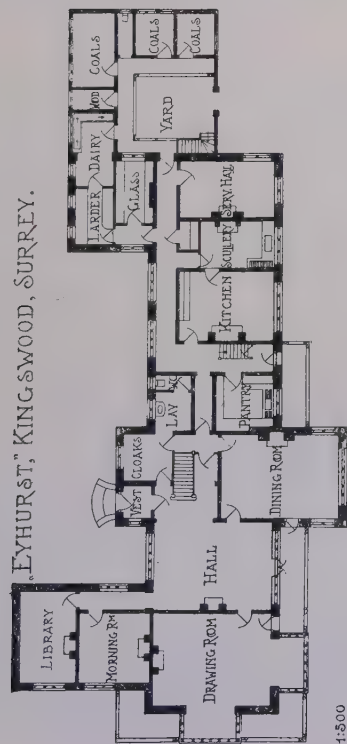 „EYHURST," KINGSWOOD, SURREY.
COALS
COALS
COALS
WOOD
YARD
DAIRY
LARDER
GLASS
SERV. HALL
SCULLERY
KITCHEN
W.C.
LAV
PANTRY
CLOAKS
VEST
DINING ROOM
HALL
LIBRARY
MORNING RM
DRAWING ROOM
1:500